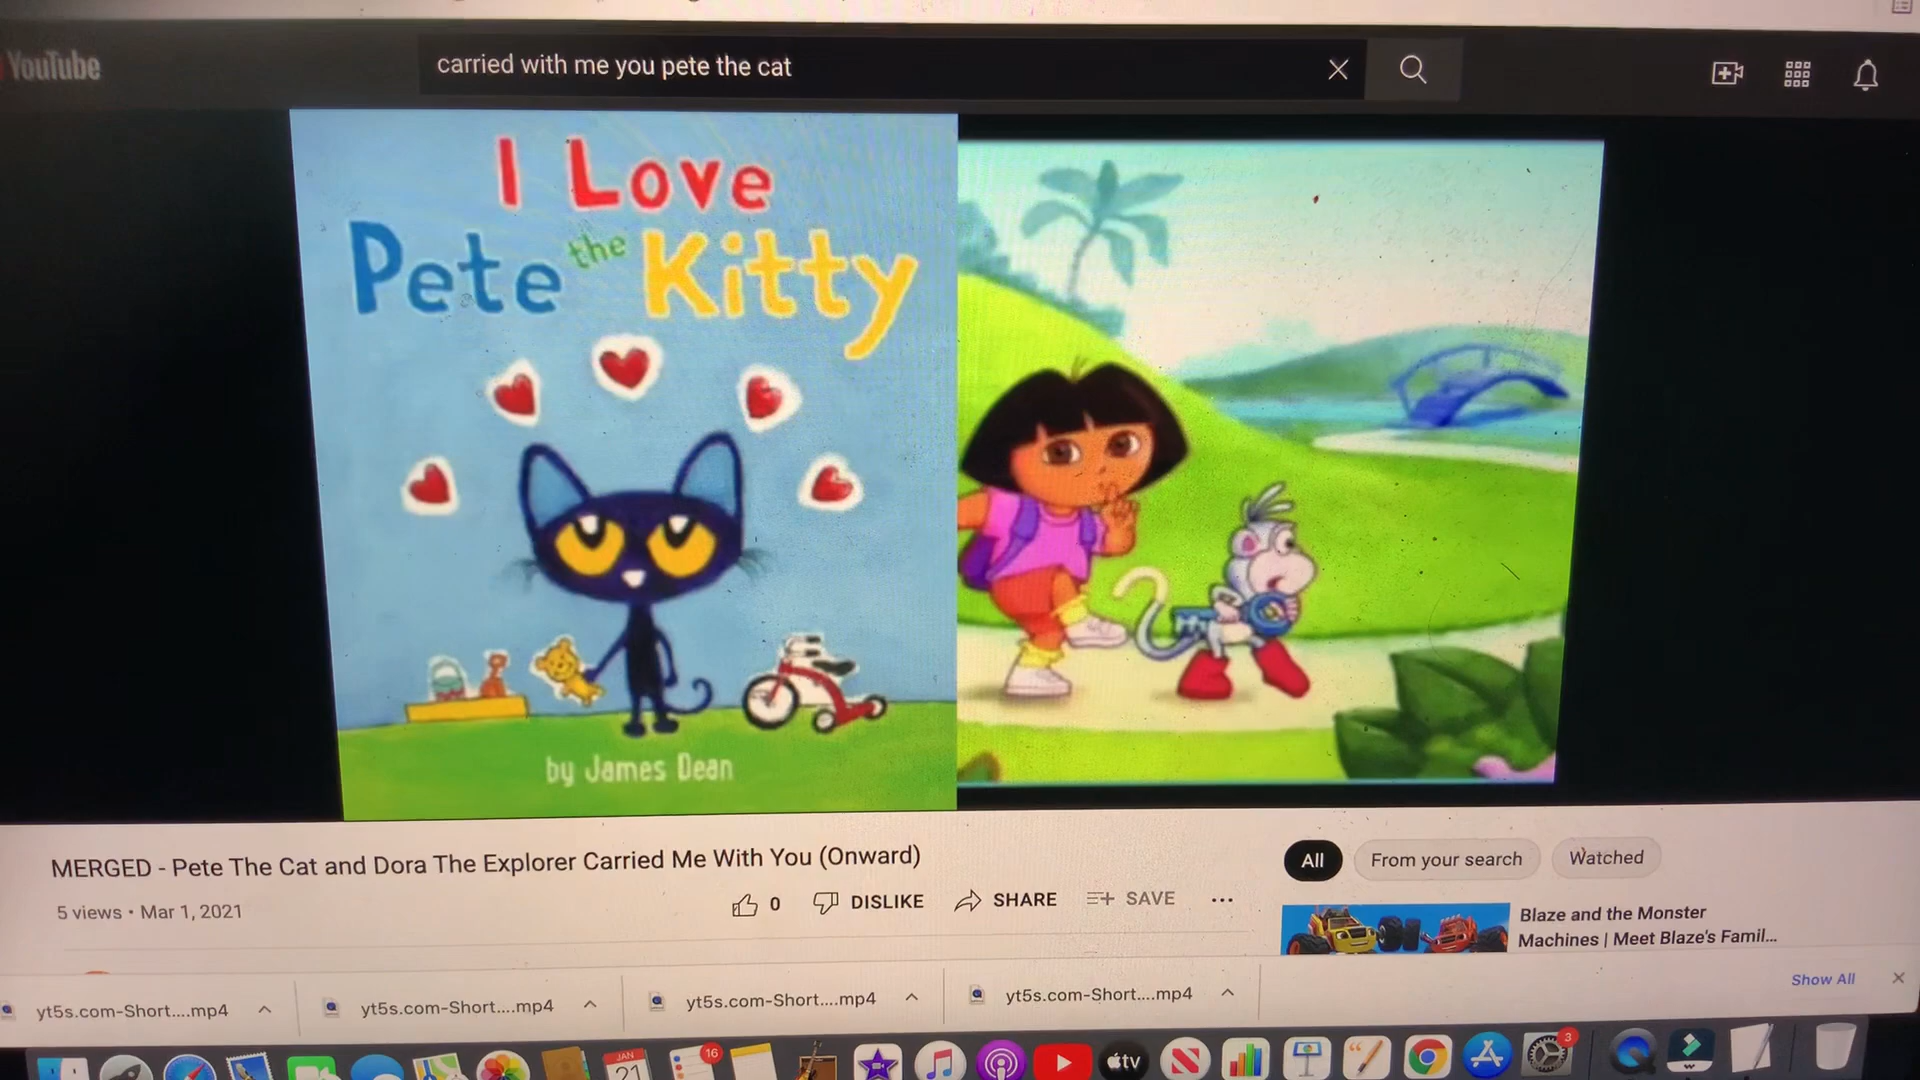 YouTube
carried with me you pete the cat
I Love
Pete the Kitty
by James Dean
MERGED - Pete The Cat and Dora The Explorer Carried Me With You (Onward)
5 views • Mar 1, 2021
0
DISLIKE
SHARE
SAVE
All
From your search
Watched
Blaze and the Monster
Machines | Meet Blaze's Famil...
yt5s.com-Short....mp4
yt5s.com-Short....mp4
yt5s.com-Short....mp4
yt5s.com-Short....mp4
Show All
JAN
21
16
tv
3